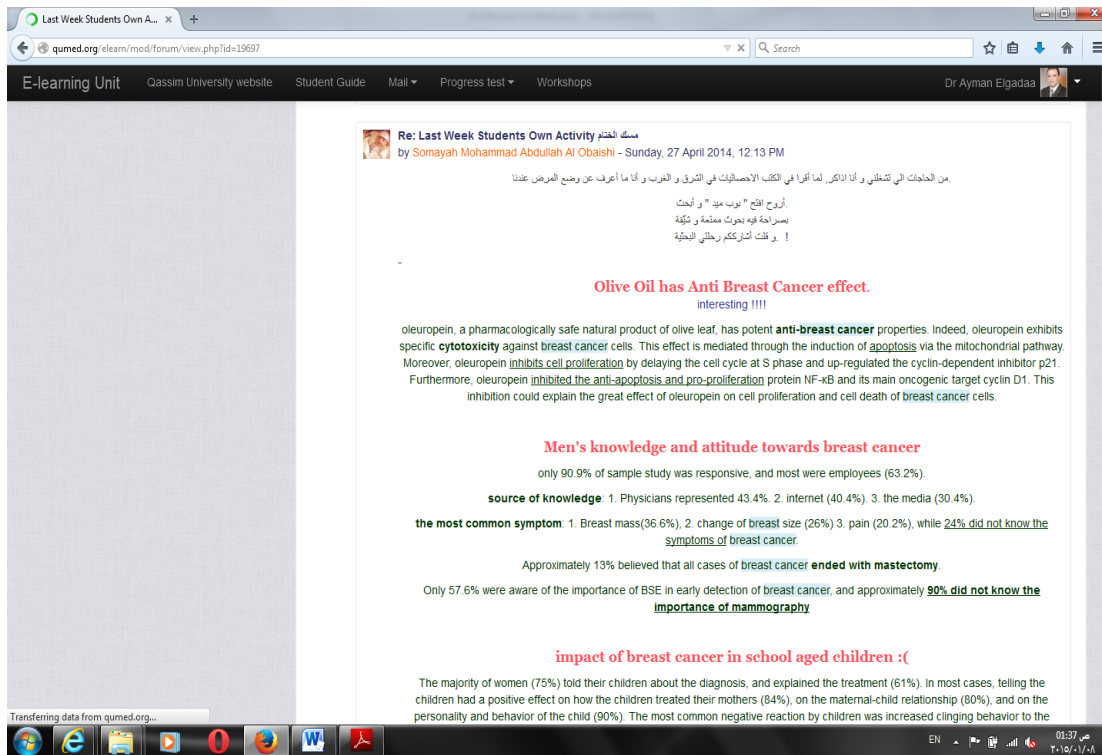 Last Week Students Own A...
qumed.org/elearn/mod/forum/view.php?id=19697
Search
E-learning Unit Qassim University website Student Guide Mail Progress test Workshops Dr Ayman Elgadaa
Re: Last Week Students Own Activity مسك الختام
by Somayah Mohammad Abdullah Al Obaishi - Sunday, 27 April 2014, 12:13 PM
من الحاجات الي تشغلني و أنا اذاكر, لما أقرا في الكتب الاحصائيات في الشرق و الغرب و أنا ما أعرف عن وضع المرض عندنا.
أروح افتح " بوب ميد " و أبحث.
بصراحة فيه بحوث ممتعة و شيّقة
و قلت أشارككم رحلتي البحثيّة. !
-
Olive Oil has Anti Breast Cancer effect.
interesting !!!!
oleuropein, a pharmacologically safe natural product of olive leaf, has potent anti-breast cancer properties. Indeed, oleuropein exhibits
specific cytotoxicity against breast cancer cells. This effect is mediated through the induction of apoptosis via the mitochondrial pathway.
Moreover, oleuropein inhibits cell proliferation by delaying the cell cycle at S phase and up-regulated the cyclin-dependent inhibitor p21.
Furthermore, oleuropein inhibited the anti-apoptosis and pro-proliferation protein NF-κB and its main oncogenic target cyclin D1. This
inhibition could explain the great effect of oleuropein on cell proliferation and cell death of breast cancer cells.
Men's knowledge and attitude towards breast cancer
only 90.9% of sample study was responsive, and most were employees (63.2%).
source of knowledge: 1. Physicians represented 43.4%. 2. internet (40.4%). 3. the media (30.4%).
the most common symptom: 1. Breast mass(36.6%), 2. change of breast size (26%) 3. pain (20.2%), while 24% did not know the
symptoms of breast cancer.
Approximately 13% believed that all cases of breast cancer ended with mastectomy.
Only 57.6% were aware of the importance of BSE in early detection of breast cancer, and approximately 90% did not know the
importance of mammography
impact of breast cancer in school aged children :(
The majority of women (75%) told their children about the diagnosis, and explained the treatment (61%). In most cases, telling the
children had a positive effect on how the children treated their mothers (84%), on the maternal-child relationship (80%), and on the
personality and behavior of the child (90%). The most common negative reaction by children was increased clinging behavior to the
Transferring data from qumed.org...
EN
01:37 ص
٢٠١٥/٠١/٠٨